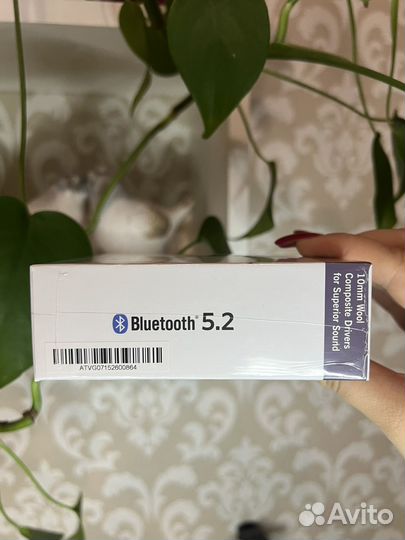 Bluetooth® 5.2
ATVG07152600864
10mm Wool
Composite Drivers
for Superior Sound
Avito